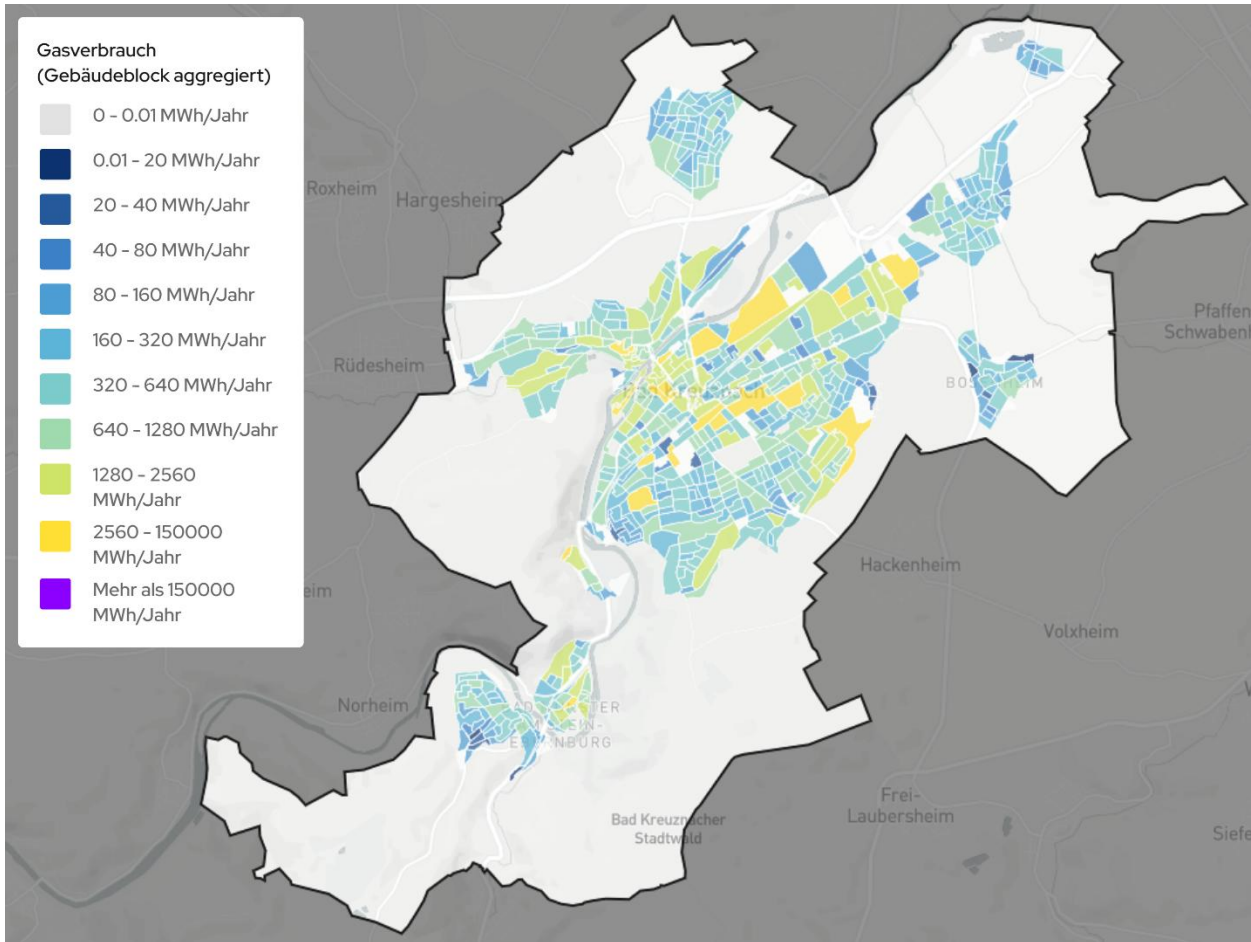 Gasverbrauch
(Gebäudeblock aggregiert)
0 - 0.01 MWh/Jahr
0.01 - 20 MWh/Jahr
20 - 40 MWh/Jahr
40 - 80 MWh/Jahr
80 - 160 MWh/Jahr
160 - 320 MWh/Jahr
320 - 640 MWh/Jahr
640 - 1280 MWh/Jahr
1280 - 2560
MWh/Jahr
2560 - 150000
MWh/Jahr
Mehr als 150000
MWh/Jahr
Roxheim
Hargesheim
Pfaffen
Schwabenh
Rüdesheim
Bad Kreuznach
Hackenheim
eim
Volxheim
Norheim
Frei-
Laubersheim
Bad Kreuznacher
Stadtwald
Siefe